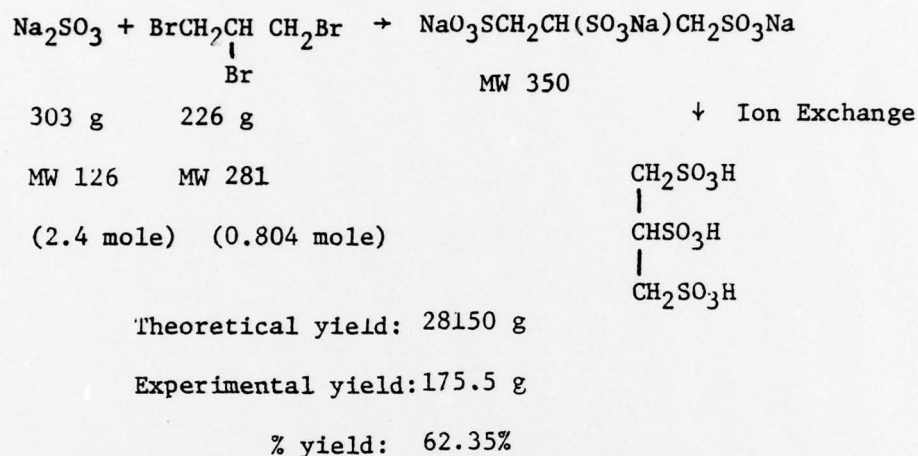 Na2SO3 + BrCH2CH CH2Br → NaO3SCH2CH(SO3Na)CH2SO3Na
Br
MW 350
303 g 226 g
↓ Ion Exchange
MW 126 MW 281
CH2SO3H
(2.4 mole) (0.804 mole)
CHSO3H
CH2SO3H
Theoretical yield: 28150 g
Experimental yield: 175.5 g
% yield: 62.35%